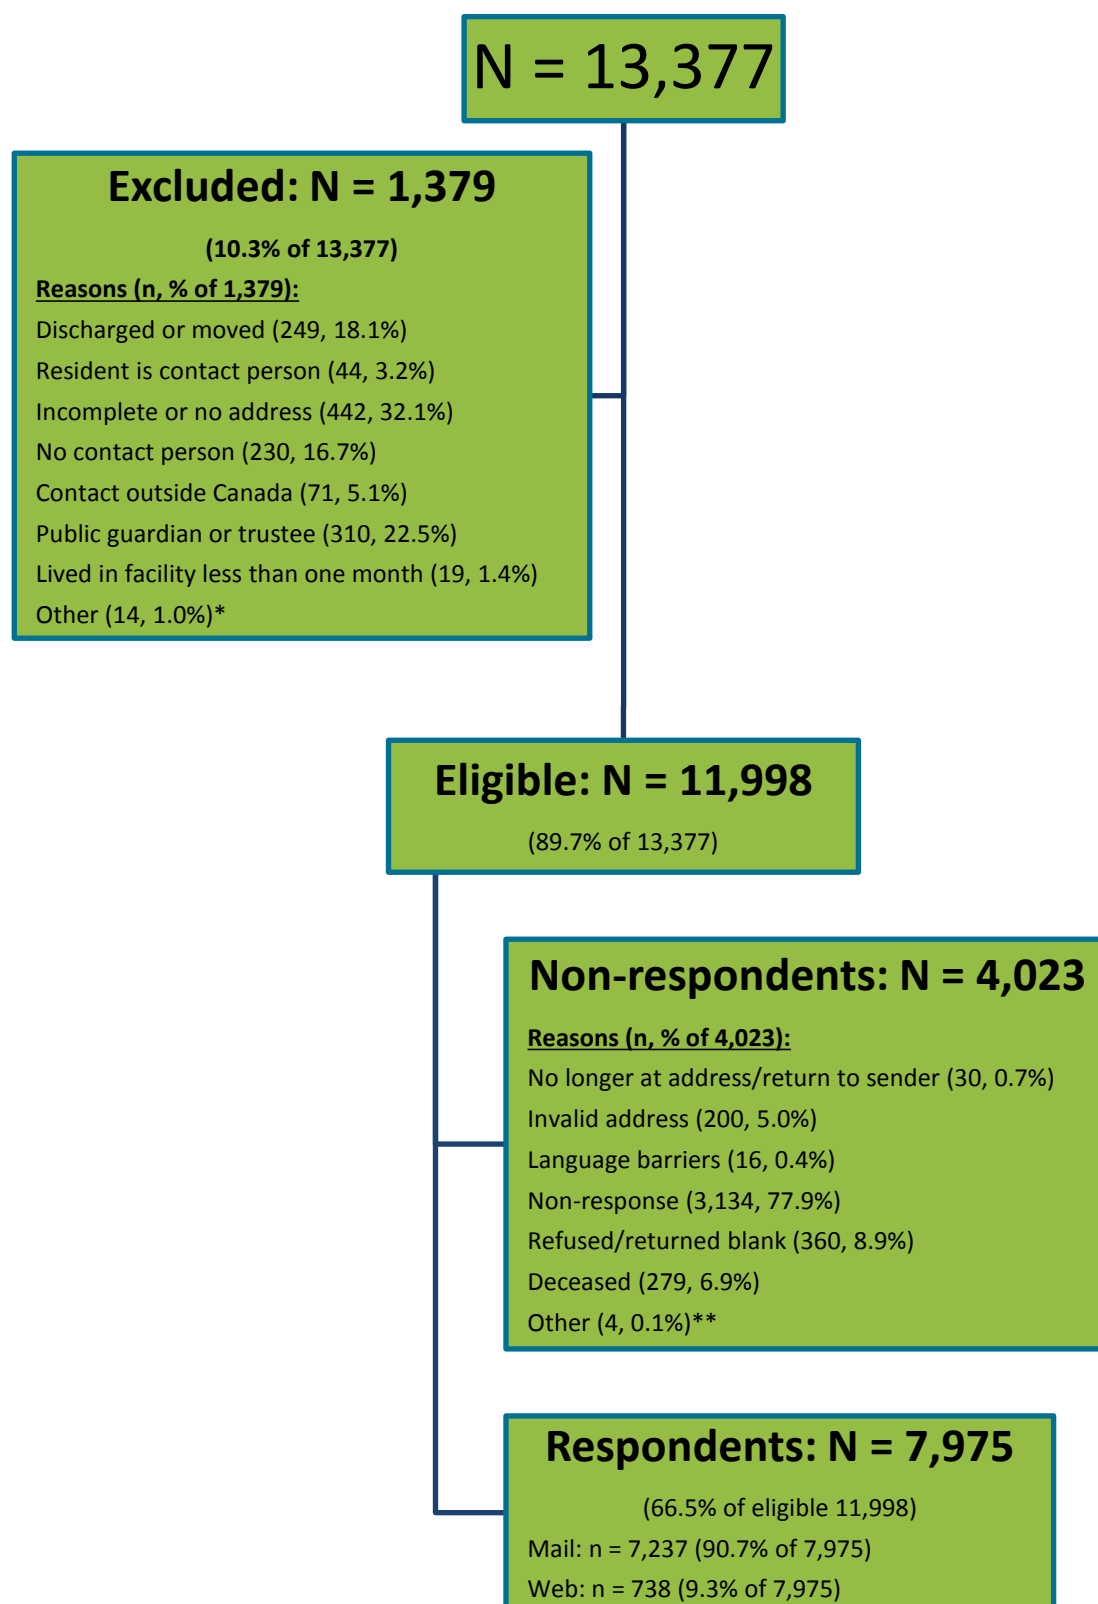 N = 13,377
Excluded: N = 1,379
(10.3% of 13,377)
Reasons (n, % of 1,379):
Discharged or moved (249, 18.1%)
Resident is contact person (44, 3.2%)
Incomplete or no address (442, 32.1%)
No contact person (230, 16.7%)
Contact outside Canada (71, 5.1%)
Public guardian or trustee (310, 22.5%)
Lived in facility less than one month (19, 1.4%)
Other (14, 1.0%)*
Eligible: N = 11,998
(89.7% of 13,377)
Non-respondents: N = 4,023
Reasons (n, % of 4,023):
No longer at address/return to sender (30, 0.7%)
Invalid address (200, 5.0%)
Language barriers (16, 0.4%)
Non-response (3,134, 77.9%)
Refused/returned blank (360, 8.9%)
Deceased (279, 6.9%)
Other (4, 0.1%)**
Respondents: N = 7,975
(66.5% of eligible 11,998)
Mail: n = 7,237 (90.7% of 7,975)
Web: n = 738 (9.3% of 7,975)